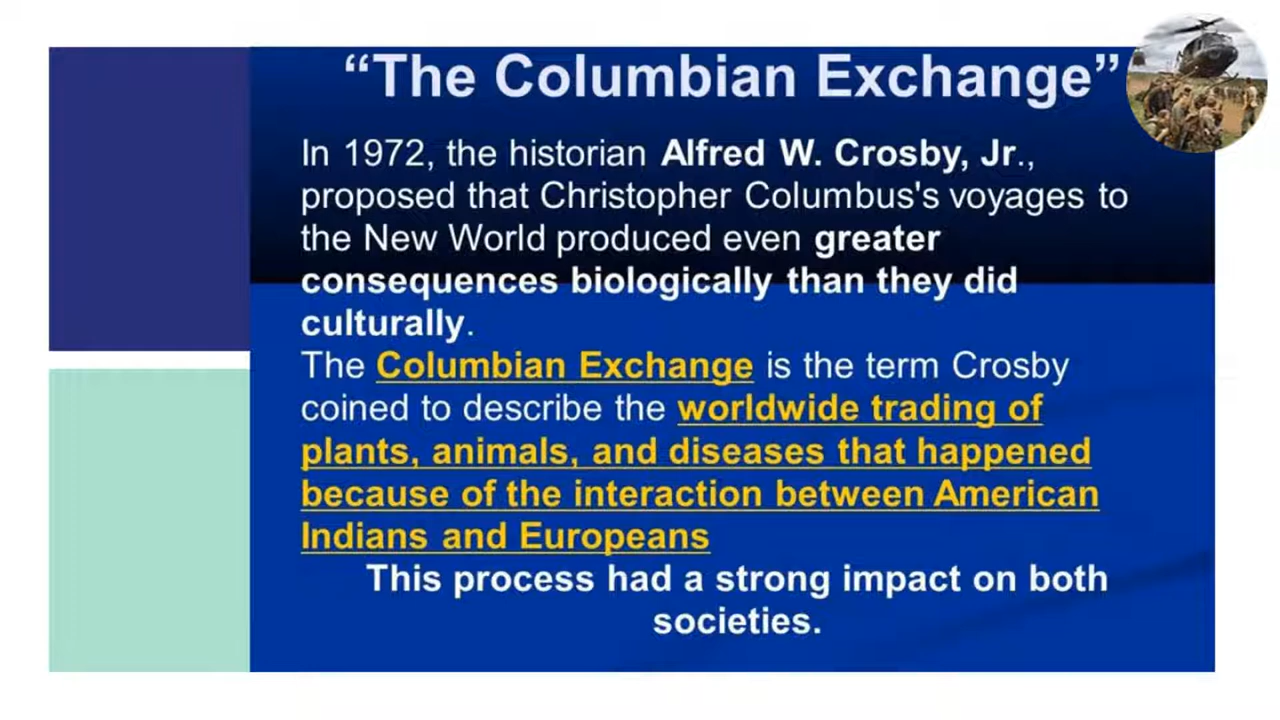 “The Columbian Exchange”
In 1972, the historian Alfred W. Crosby, Jr.,
proposed that Christopher Columbus's voyages to
the New World produced even greater
consequences biologically than they did
culturally.
The Columbian Exchange is the term Crosby
coined to describe the worldwide trading of
plants, animals, and diseases that happened
because of the interaction between American
Indians and Europeans
This process had a strong impact on both
societies.